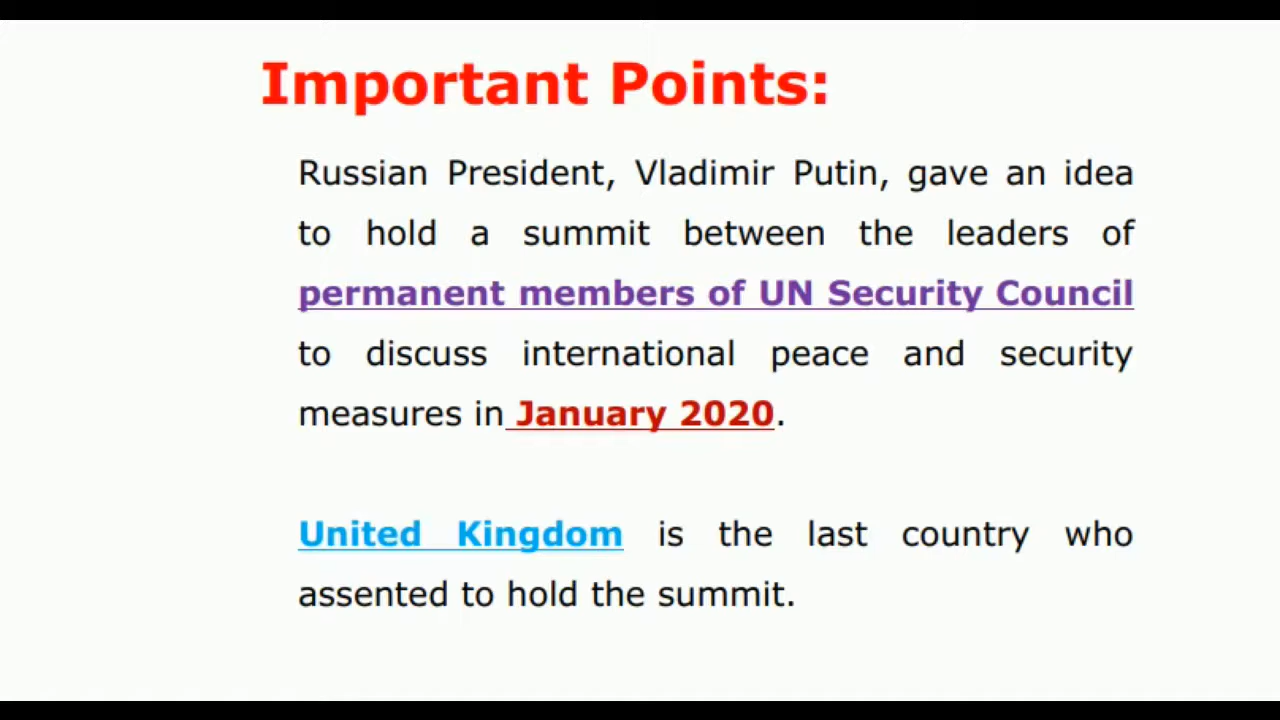 Important Points:
Russian President, Vladimir Putin, gave an idea
to hold a summit between the leaders of
permanent members of UN Security Council
to discuss international peace and security
measures in January 2020.
United Kingdom is the last country who
assented to hold the summit.